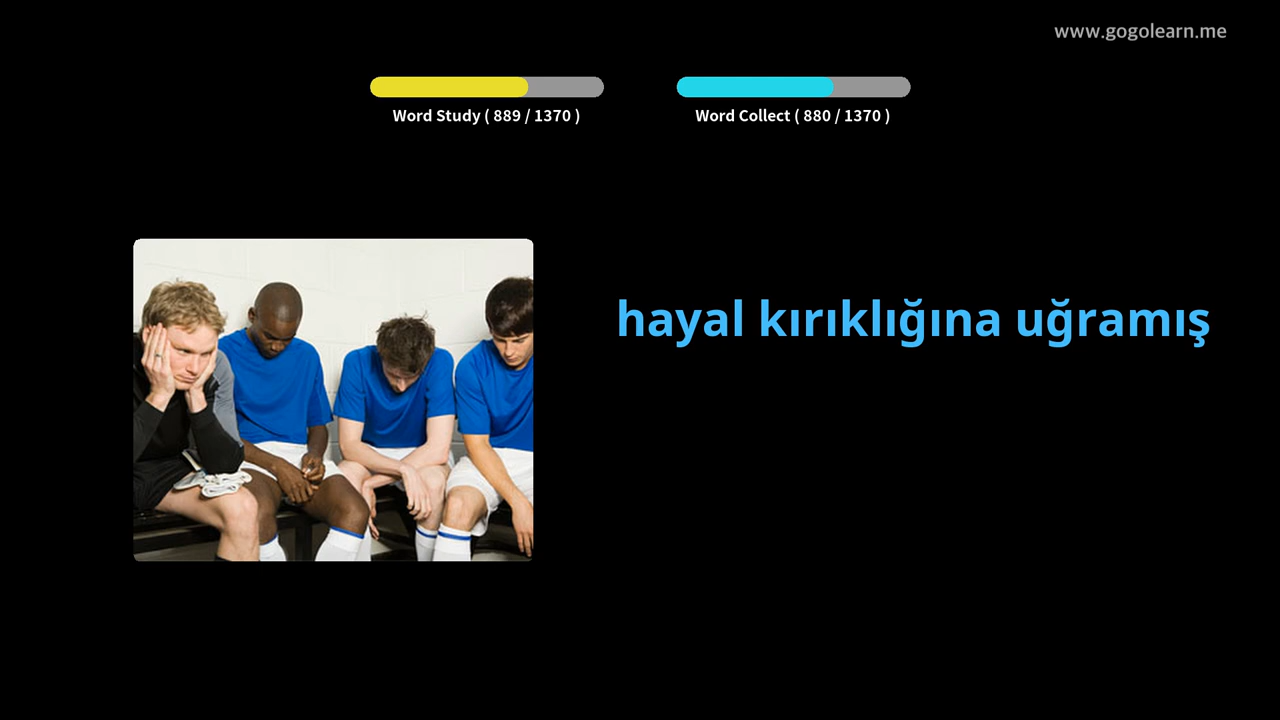 www.gogolearn.me
Word Study ( 889 / 1370 )
Word Collect ( 880 / 1370 )
hayal kırıklığına uğramış